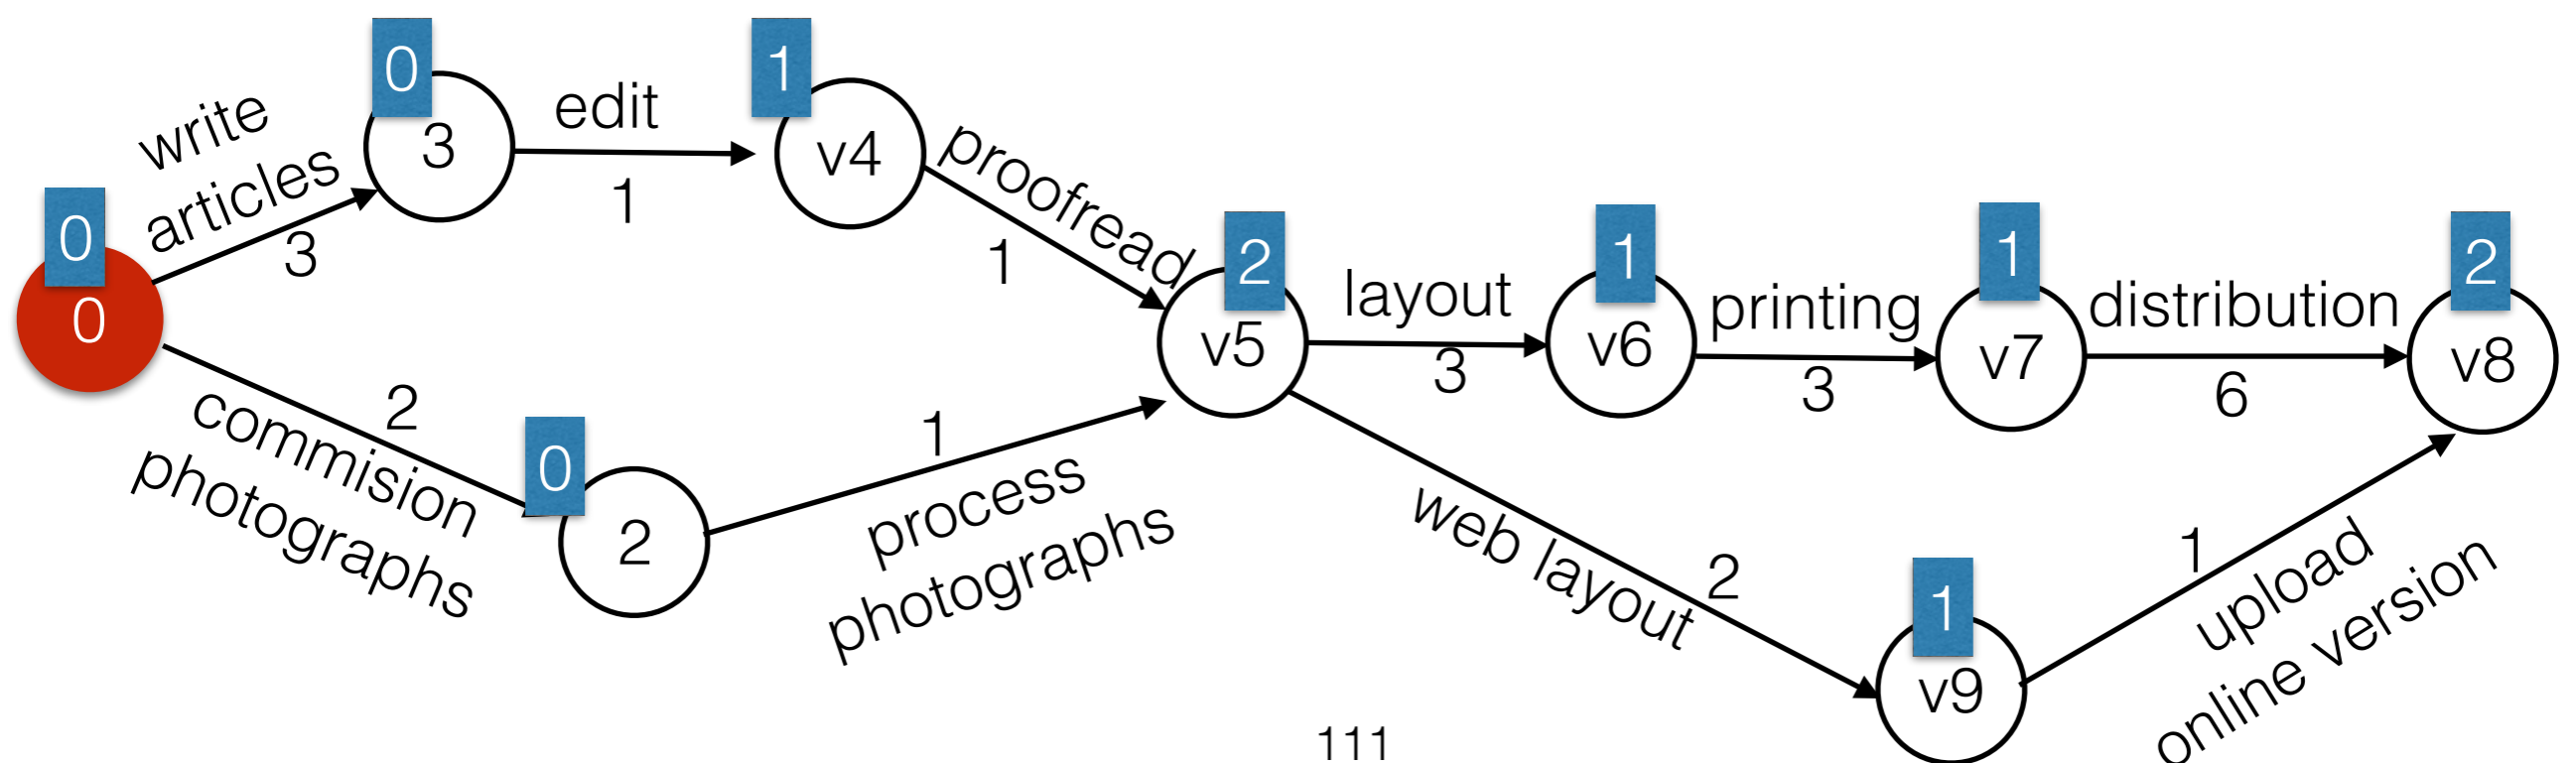 0
0
write
articles
3
0
3
edit
1
1
v4
proofread
1
2
commision
photographs
0
2
1
process
photographs
2
v5
layout
3
1
v6
printing
3
1
v7
distribution
6
2
v8
web layout
2
1
v9
1
upload
online version
111